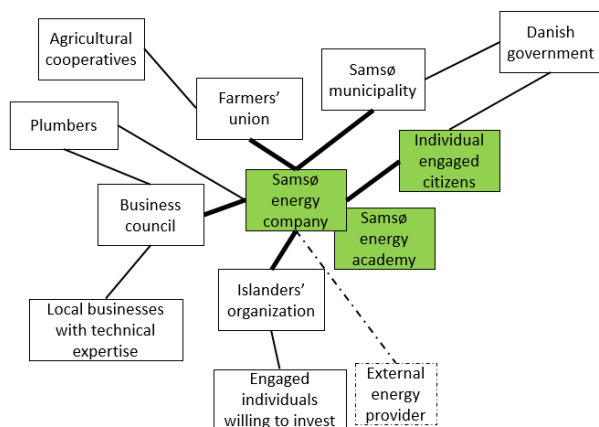 Agricultural
cooperatives
Samsø
municipality
Danish
government
Farmers'
union
Plumbers
Individual
engaged
citizens
Samsø
energy
company
Business
council
Samsø
energy
academy
Islanders'
organization
Local businesses
with technical
expertise
Engaged
individuals
willing to invest
External
energy
provider